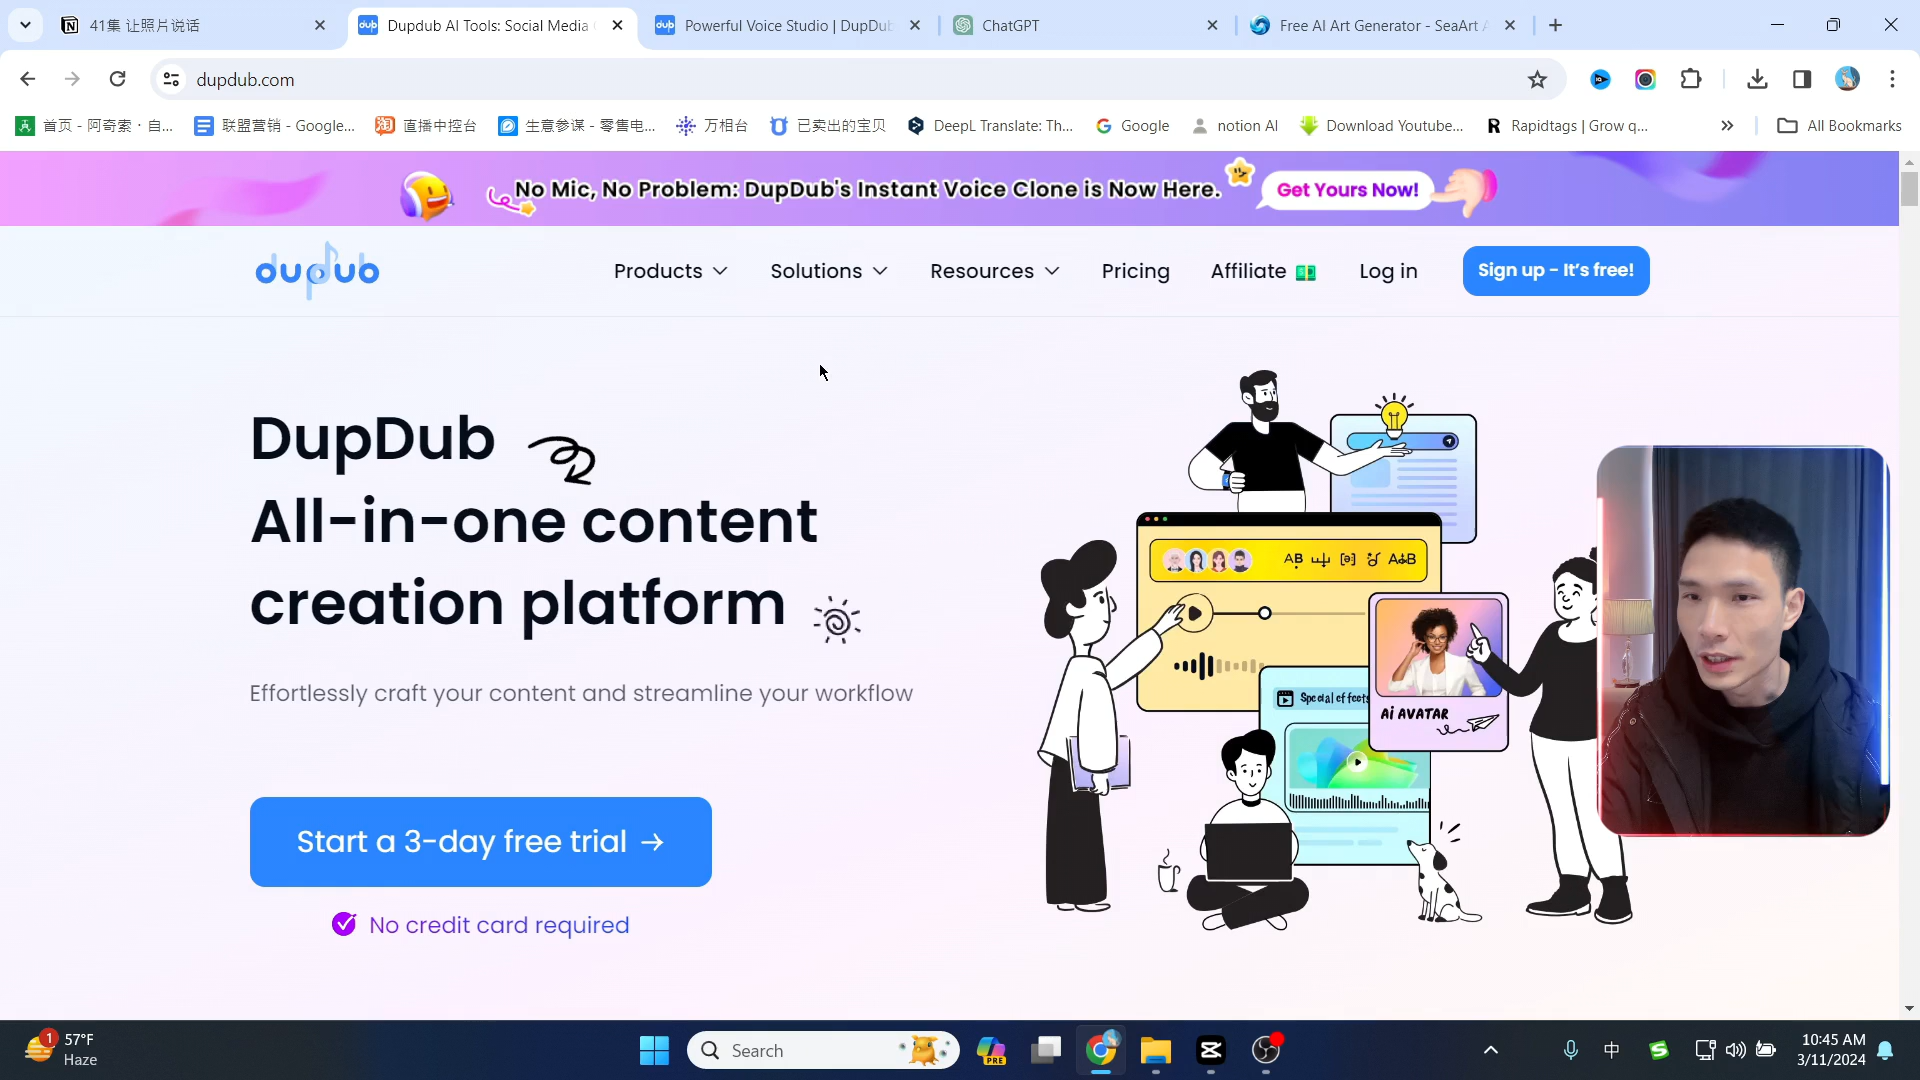 41集 让照片说话
Dupdub AI Tools: Social Media
Powerful Voice Studio | DupDub
ChatGPT
Free AI Art Generator - SeaArt A
dupdub.com
首页 - 阿奇索 · 自...
联盟营销 - Google...
直播中控台
生意参谋 - 零售电...
万相台
已卖出的宝贝
DeepL Translate: Th...
Google
notion AI
Download Youtube...
Rapidtags | Grow q...
All Bookmarks
No Mic, No Problem: DupDub's Instant Voice Clone is Now Here.
Get Yours Now!
dupdub
Products
Solutions
Resources
Pricing
Affiliate
Log in
Sign up - It's free!
DupDub
All-in-one content
creation platform
Effortlessly craft your content and streamline your workflow
Start a 3-day free trial →
No credit card required
Special effects
Ai AVATAR
1
57°F
Haze
Search
PRE
中
10:45 AM
3/11/2024